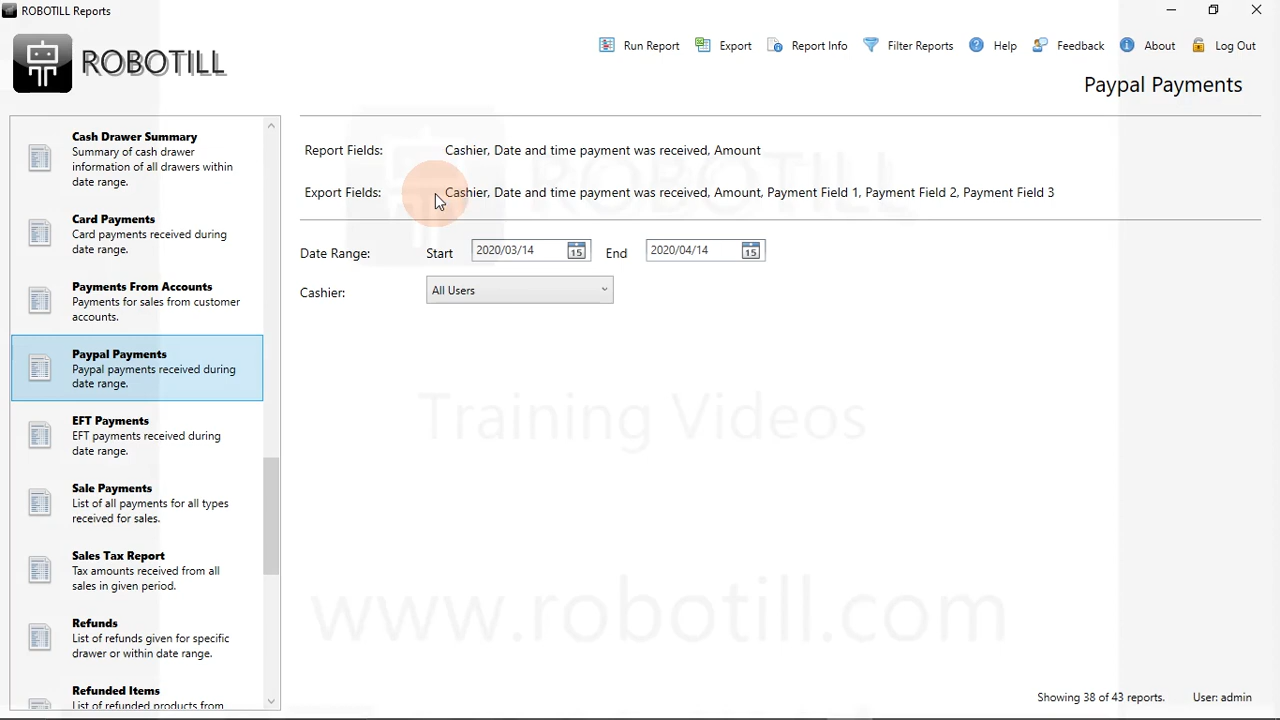 ROBOTILL Reports
ROBOTILL
Run Report
Export
Report Info
Filter Reports
Help
Feedback
About
Log Out
Paypal Payments
Cash Drawer Summary
Summary of cash drawer
information of all drawers within
date range.
Card Payments
Card payments received during
date range.
Payments From Accounts
Payments for sales from customer
accounts.
Paypal Payments
Paypal payments received during
date range.
EFT Payments
EFT payments received during
date range.
Sale Payments
List of all payments for all types
received for sales.
Sales Tax Report
Tax amounts received from all
sales in given period.
Refunds
List of refunds given for specific
drawer or within date range.
Refunded Items
List of refunded products from
Report Fields: Cashier, Date and time payment was received, Amount
Export Fields: Cashier, Date and time payment was received, Amount, Payment Field 1, Payment Field 2, Payment Field 3
Date Range: Start 2020/03/14 15 End 2020/04/14 15
Cashier: All Users
ROBOTILL
Training Videos
www.robotill.com
Showing 38 of 43 reports. User: admin